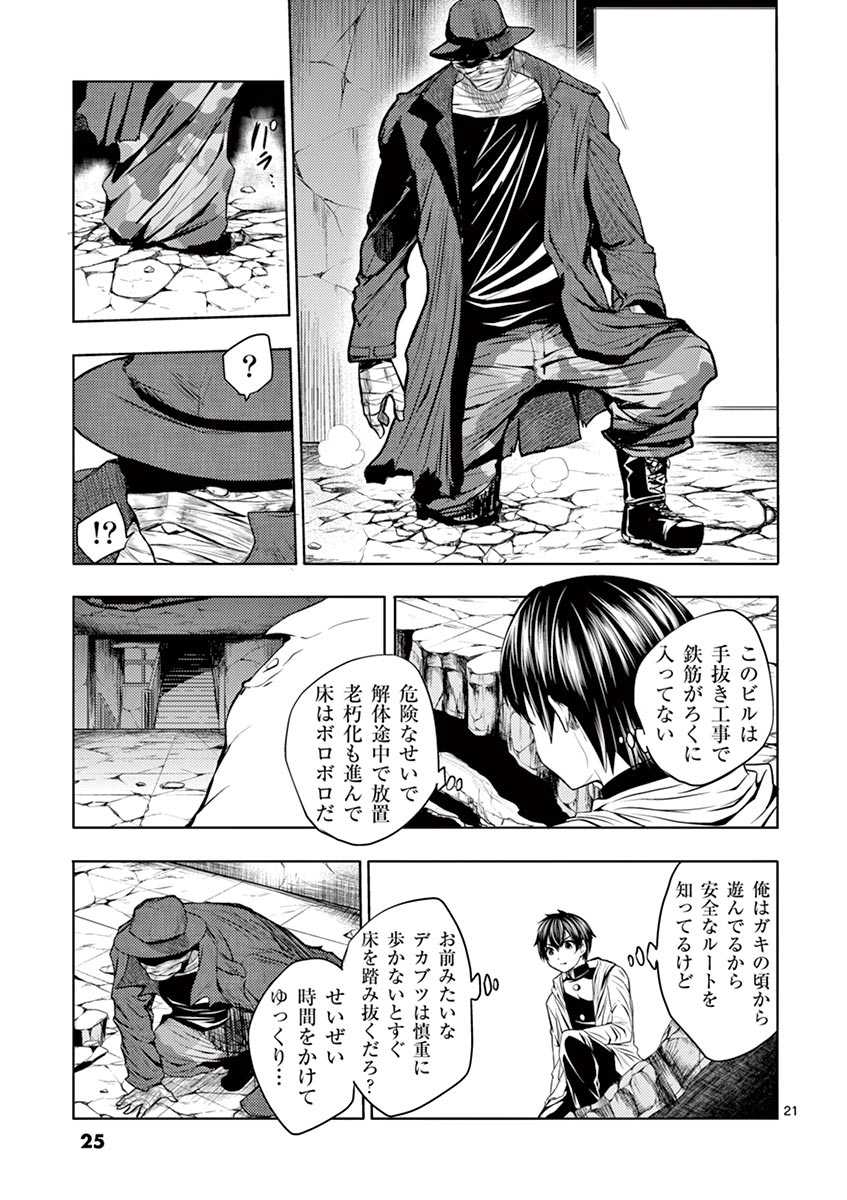 パラ
?
!?
このビルは
手抜き工事で
鉄筋がろくに
入ってない
危険なせいで
解体途中で放置
老朽化も進んで
床はボロボロだ
俺はガキの頃から
遊んでるから
安全なルートを
知ってるけど
お前みたいな
デカブツは慎重に
歩かないとすぐ
床を踏み抜くだろ?
せいぜい
時間をかけて
ゆっくり…
21
25